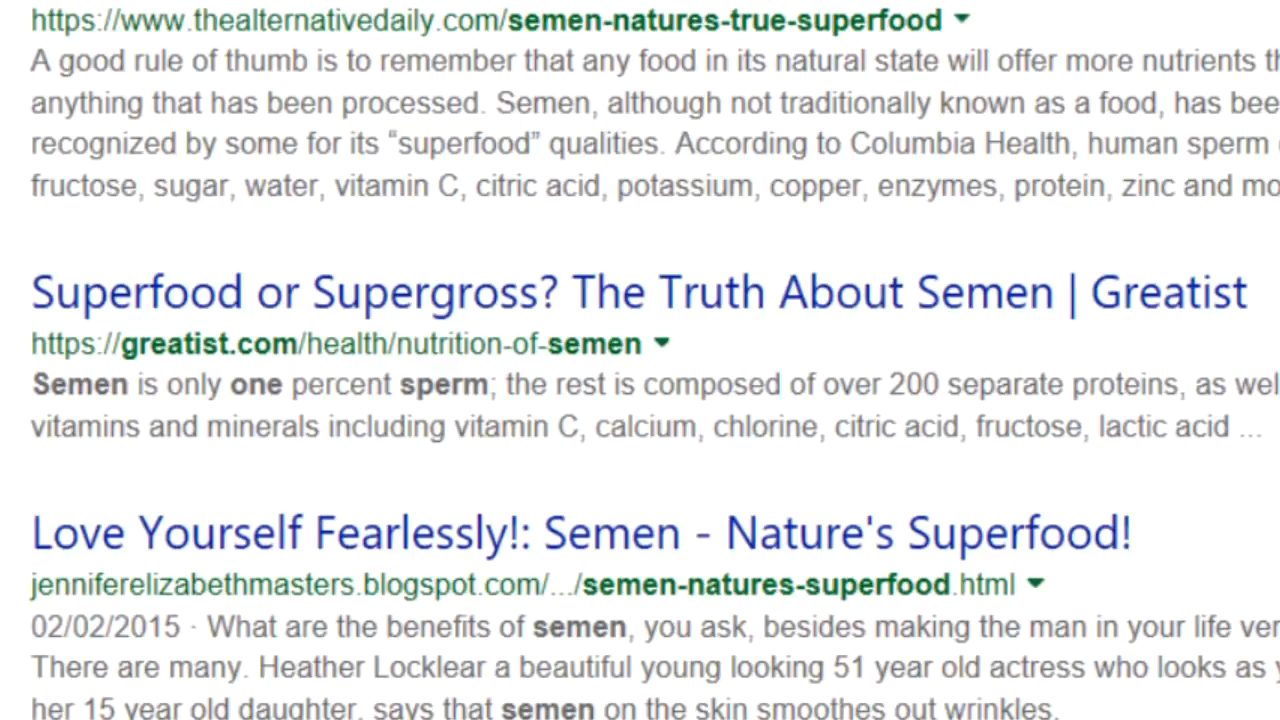 https://www.thealternativedaily.com/semen-natures-true-superfood
A good rule of thumb is to remember that any food in its natural state will offer more nutrients
anything that has been processed. Semen, although not traditionally known as a food, has
recognized by some for its “superfood” qualities. According to Columbia Health, human sperm
fructose, sugar, water, vitamin C, citric acid, potassium, copper, enzymes, protein, zinc and
Superfood or Supergross? The Truth About Semen | Greatist
https://greatist.com/health/nutrition-of-semen
Semen is only one percent sperm; the rest is composed of over 200 separate proteins, as
vitamins and minerals including vitamin C, calcium, chlorine, citric acid, fructose, lactic acid ...
Love Yourself Fearlessly!: Semen - Nature's Superfood!
jenniferelizabethmasters.blogspot.com/.../semen-natures-superfood.html
02/02/2015 · What are the benefits of semen, you ask, besides making the man in your life
There are many. Heather Locklear a beautiful young looking 51 year old actress who looks as
her 15 year old daughter, says that semen on the skin smoothes out wrinkles.